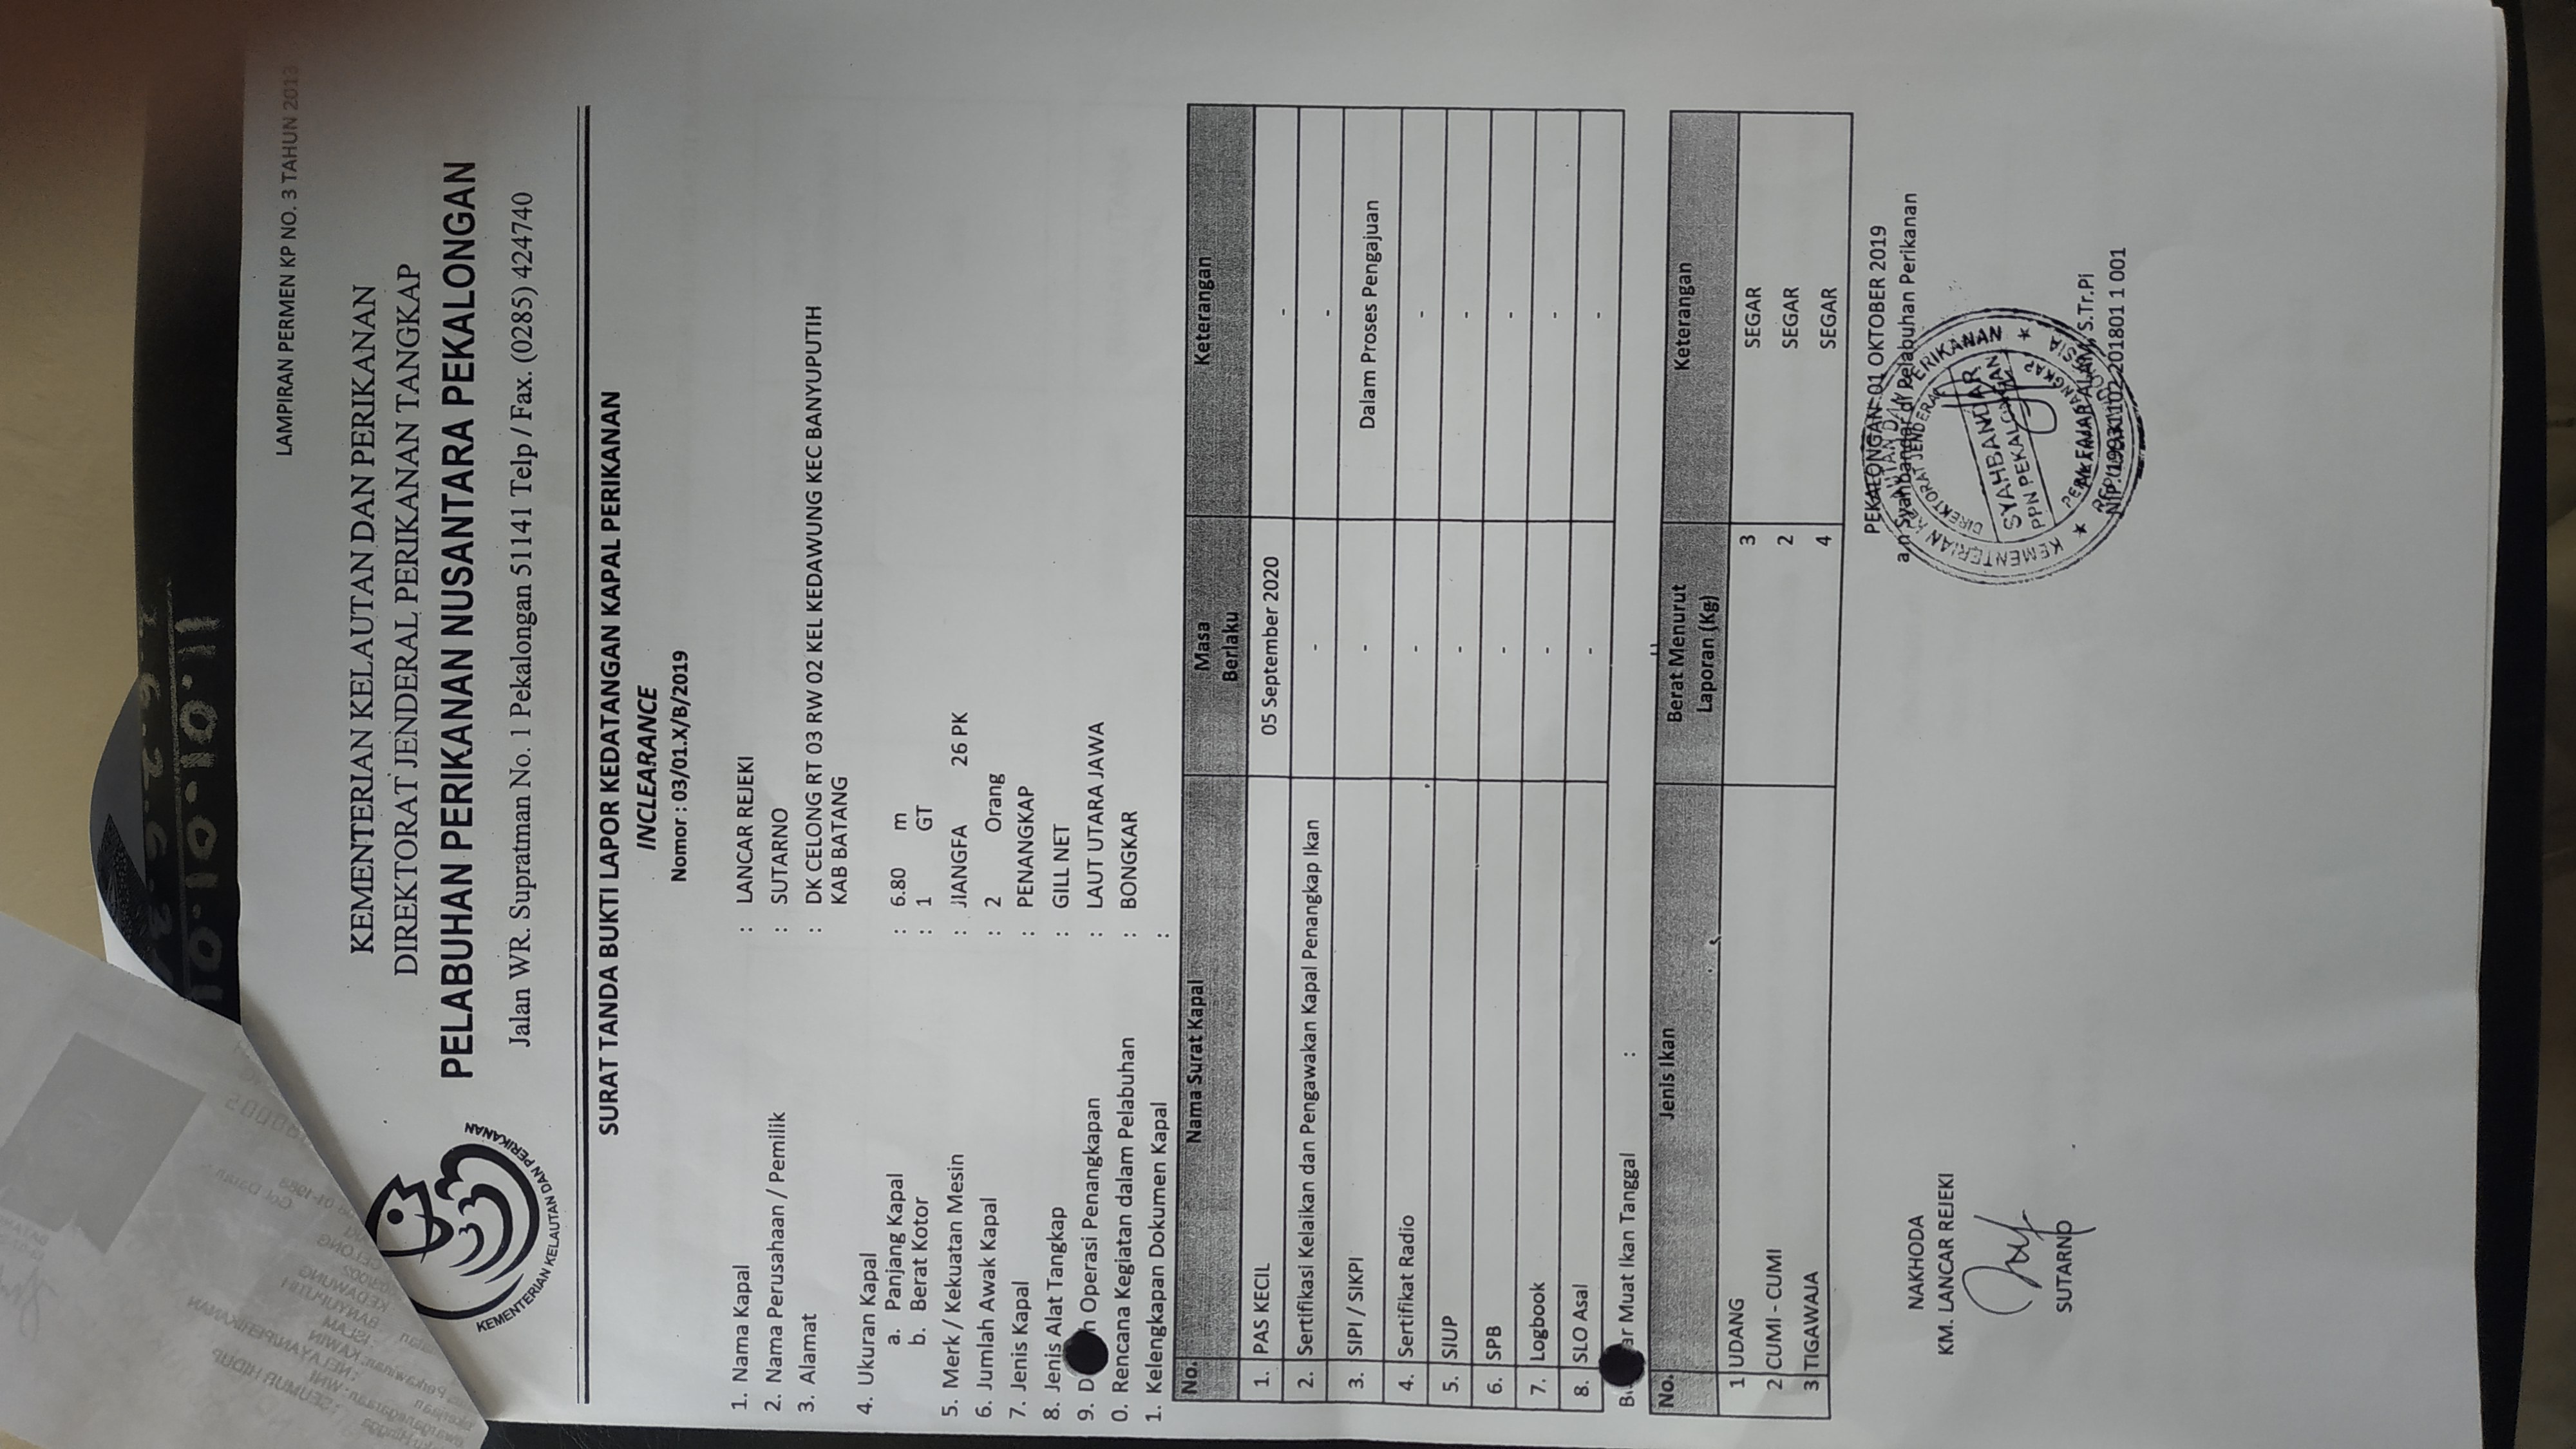 11.01.01.01
LAMPIRAN PERMEN KP NO. 3 TAHUN 2013
KEMENTERIAN KELAUTAN DAN PERIKANAN
DIREKTORAT JENDERAL PERIKANAN TANGKAP
PELABUHAN PERIKANAN NUSANTARA PEKALONGAN
Jalan WR. Supratman No. 1 Pekalongan 51141 Telp / Fax. (0285) 424740
KEMENTERIAN KELAUTAN DAN PERIKANAN
SURAT TANDA BUKTI LAPOR KEDATANGAN KAPAL PERIKANAN
INCLEARANCE
Nomor : 03/01.X/B/2019
1. Nama Kapal : LANCAR REJEKI
2. Nama Perusahaan / Pemilik : SUTARNO
3. Alamat : DK CELONG RT 03 RW 02 KEL KEDAWUNG KEC BANYUPUTIH
KAB BATANG
4. Ukuran Kapal
a. Panjang Kapal : 6.80 m
b. Berat Kotor : 1 GT
5. Merk / Kekuatan Mesin : JIANGFA 26 PK
6. Jumlah Awak Kapal : 2 Orang
7. Jenis Kapal : PENANGKAP
8. Jenis Alat Tangkap : GILL NET
9. D h Operasi Penangkapan : LAUT UTARA JAWA
0. Rencana Kegiatan dalam Pelabuhan : BONGKAR
1. Kelengkapan Dokumen Kapal :
No. Nama Surat Kapal Masa Berlaku Keterangan
1. PAS KECIL 05 September 2020 -
2. Sertifikasi Kelaikan dan Pengawakan Kapal Penangkap Ikan - -
3. SIPI / SIKPI - Dalam Proses Pengajuan
4. Sertifikat Radio - -
5. SIUP - -
6. SPB - -
7. Logbook - -
8. SLO Asal - -
ar Muat Ikan Tanggal :
No. Jenis Ikan Berat Menurut Laporan (Kg) Keterangan
1 UDANG 3 SEGAR
2 CUMI - CUMI 2 SEGAR
3 TIGAWAJA 4 SEGAR
PEKALONGAN 01 OKTOBER 2019
a.n Syahbandar di Pelabuhan Perikanan
NAKHODA
KM. LANCAR REJEKI
SUTARNO
KEMENTERIAN KELAUTAN DAN PERIKANAN
DIREKTORAT JENDERAL
SYAHBANDAR
PPN PEKALONGAN
PERIKANAN TANGKAP
REPUBLIK INDONESIA
M. FAJAR ALAM, S.Tr.Pi
NIP. 19931102 201801 1 001